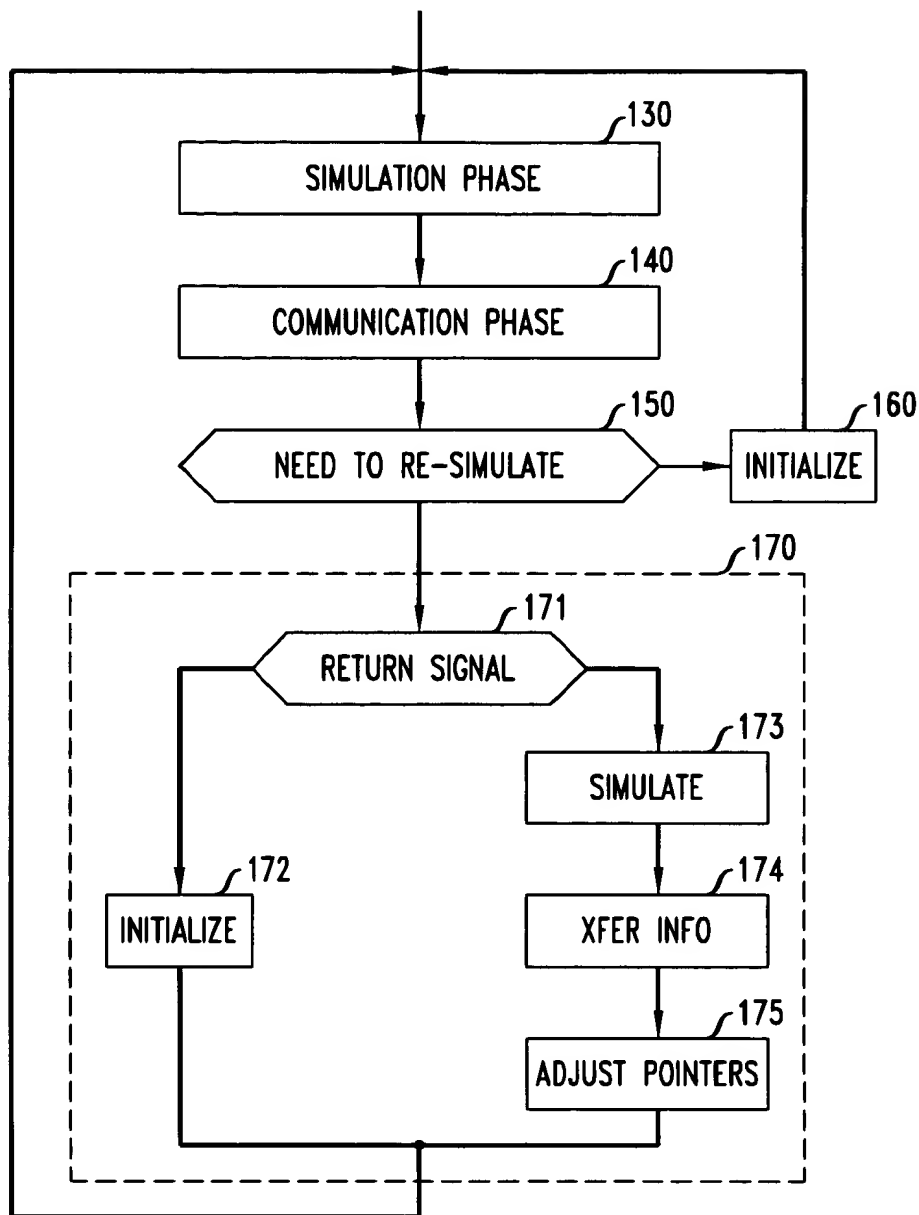 130
SIMULATION PHASE
140
COMMUNICATION PHASE
150
NEED TO RE-SIMULATE
160
INITIALIZE
170
171
RETURN SIGNAL
173
SIMULATE
172
INITIALIZE
174
XFER INFO
175
ADJUST POINTERS